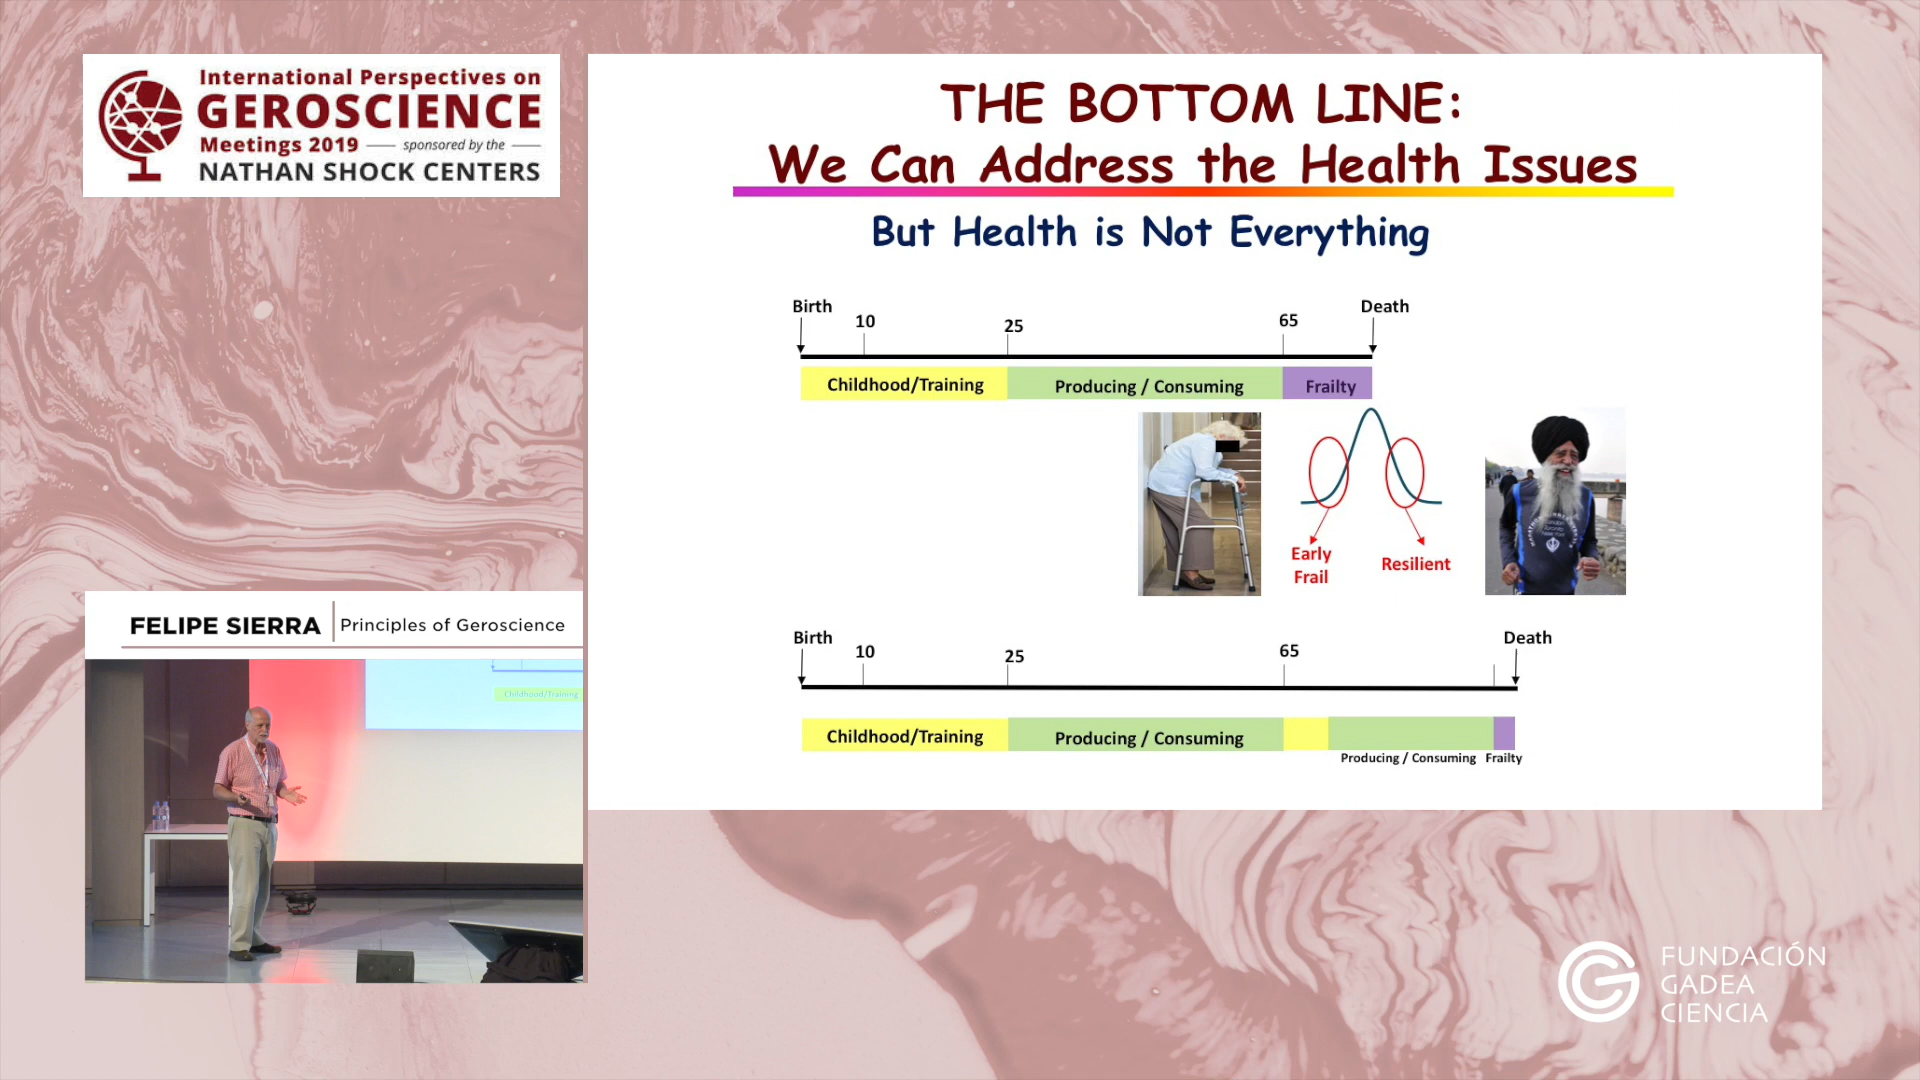 International Perspectives on
GEROSCIENCE
Meetings 2019 — sponsored by the —
NATHAN SHOCK CENTERS
THE BOTTOM LINE:
We Can Address the Health Issues
But Health is Not Everything
Birth
10
25
65
Death
Childhood/Training
Producing / Consuming
Frailty
Early
Frail
Resilient
Birth
10
25
65
Death
Childhood/Training
Producing / Consuming
Producing / Consuming
Frailty
FELIPE SIERRA
Principles of Geroscience
Childhood/Training
FUNDACIÓN
GADEA
CIENCIA